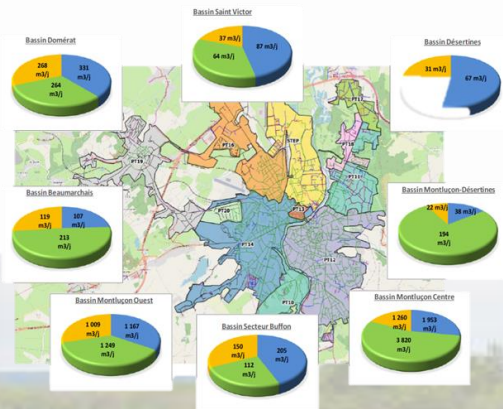 Bassin Saint Victor
37 m3/j
87 m3/j
64 m3/j
Bassin Domérat
268
m3/j
331
m3/j
264
m3/j
Bassin Désertines
31 m3/j
67 m3/j
Bassin Beaumarchais
119
m3/j
107
m3/j
213
m3/j
Bassin Montluçon-Désertines
22 m3/j
38 m3/j
194
m3/j
Bassin Montluçon Ouest
1 009
m3/j
1 167
m3/j
1 249
m3/j
Bassin Secteur Buffon
150
m3/j
205
m3/j
112
m3/j
Bassin Montluçon Centre
1 260
m3/j
1 953
m3/j
3 820
m3/j
PT17
PT16
STEP
PT19
PT13
PT20
PT14
PT12